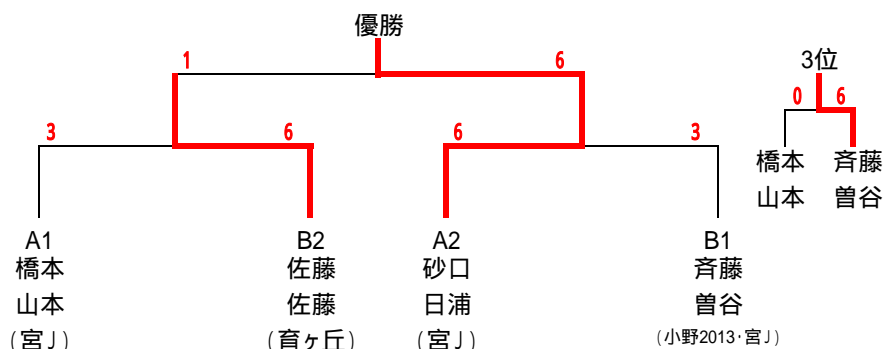 優勝
1 6
3位
0 6
3 6 6 3
橋本 斉藤
山本 曽谷
A1 B2 A2 B1
橋本 佐藤 砂口 斉藤
山本 佐藤 日浦 曽谷
(宮J) (育ヶ丘) (宮J) (小野2013・宮J)